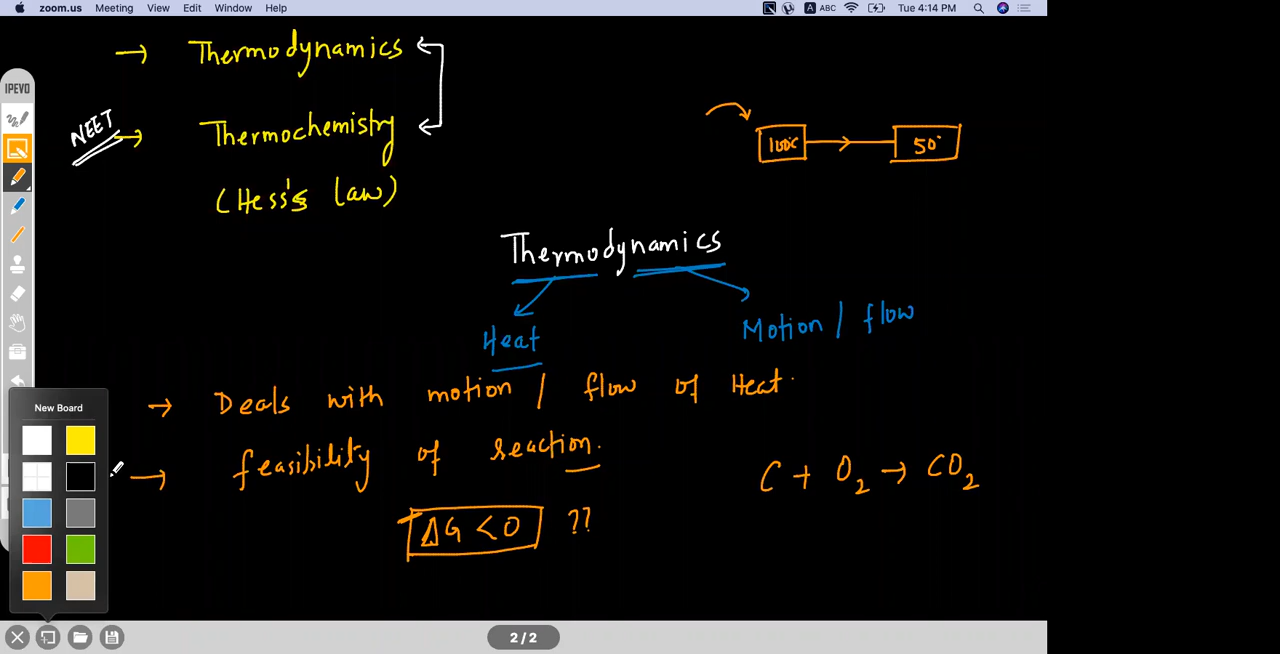 zoom.us Meeting View Edit Window Help
A ABC Tue 4:14 PM
→ Thermodynamics
IPEVO
NEET → Thermochemistry
(Hess's law)
100° → 50°
Thermodynamics
Heat
Motion / flow
→ Deals with motion / flow of Heat.
New Board
→ feasibility of reaction.
C + O₂ → CO₂
ΔG < 0 ??
2 / 2